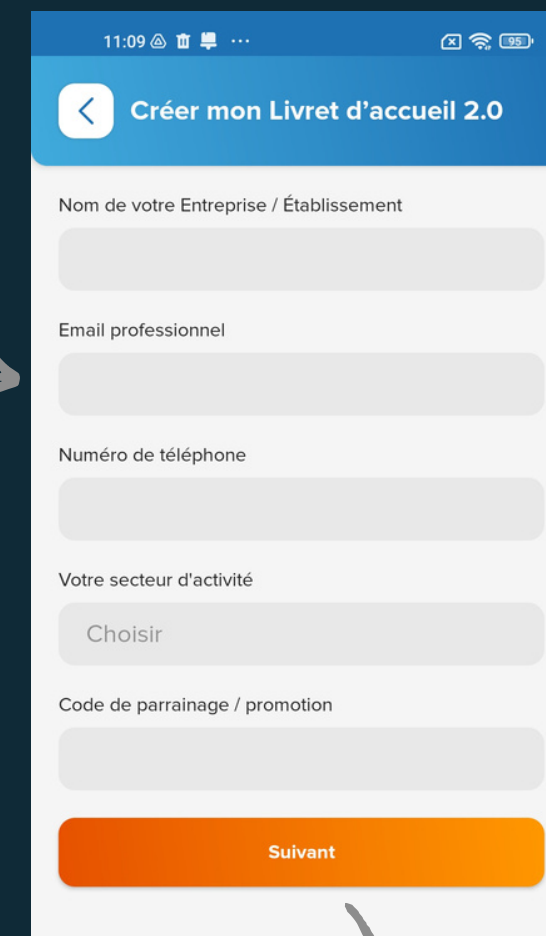 11:09 ... 95
Créer mon Livret d’accueil 2.0
Nom de votre Entreprise / Établissement
Email professionnel
Numéro de téléphone
Votre secteur d'activité
Choisir
Code de parrainage / promotion
Suivant